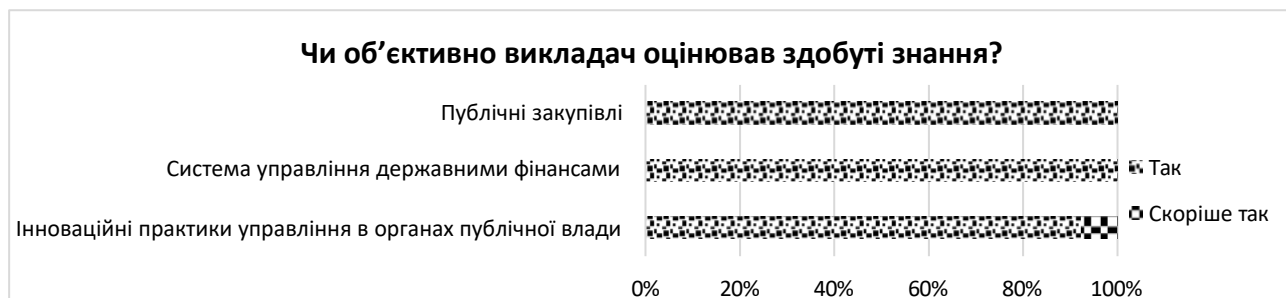 Чи об’єктивно викладач оцінював здобуті знання?
Публічні закупівлі
Система управління державними фінансами
Інноваційні практики управління в органах публічної влади
Так
Скоріше так
0% 20% 40% 60% 80% 100%